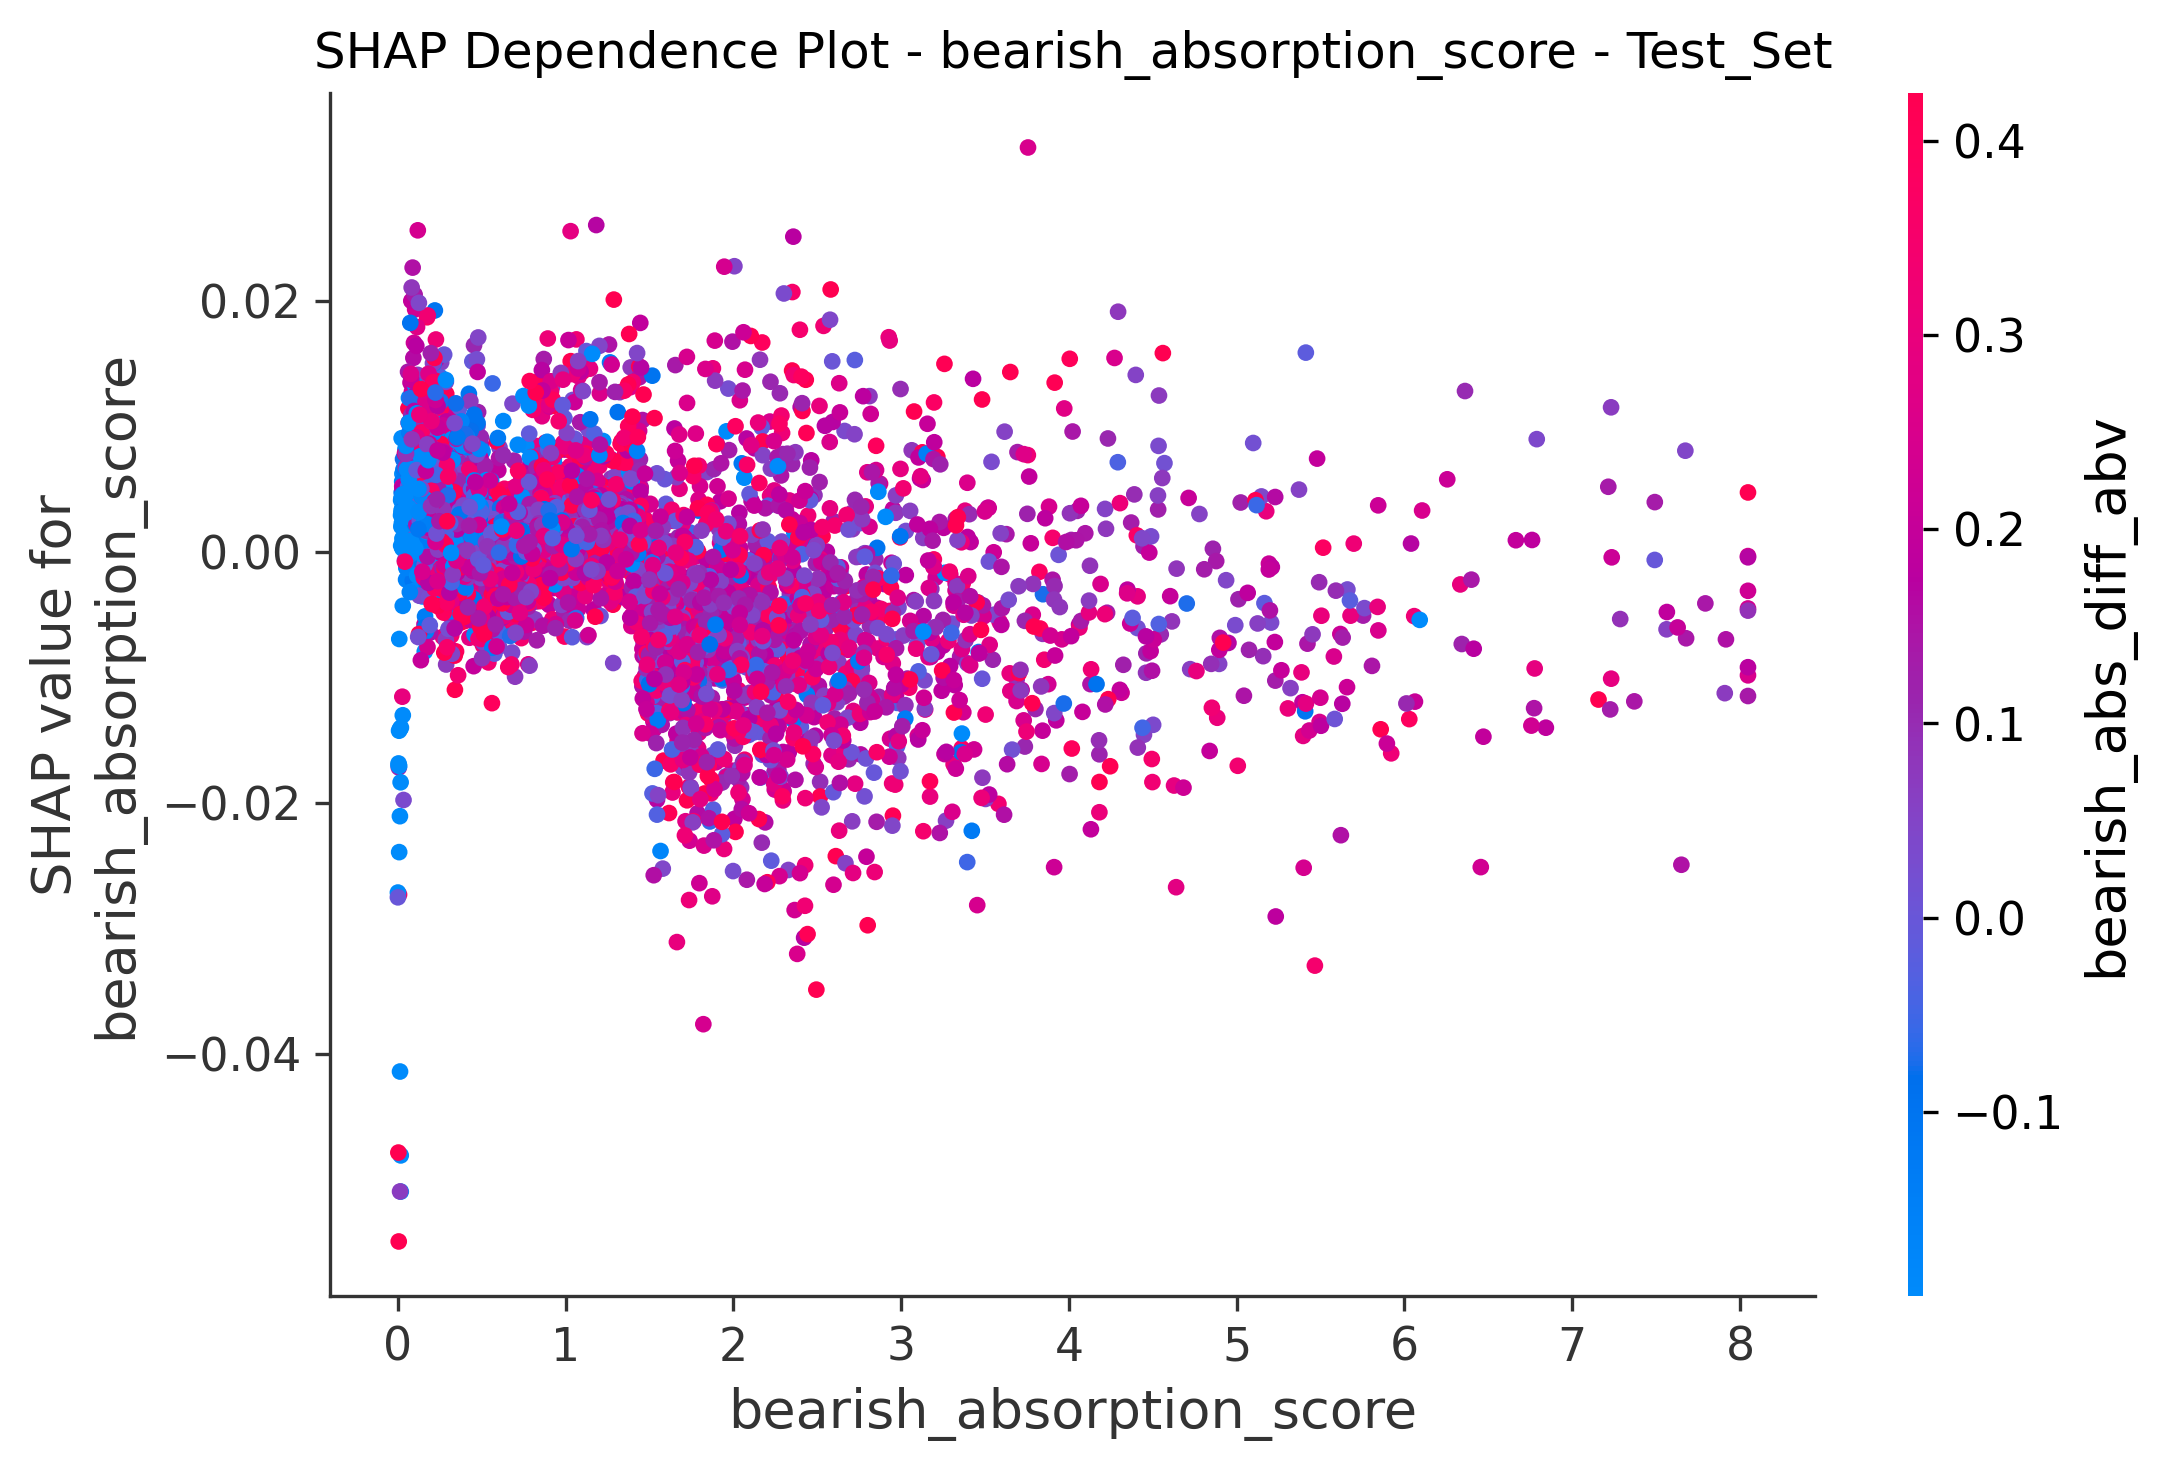 SHAP Dependence Plot - bearish_absorption_score - Test_Set
SHAP value for
bearish_absorption_score
0.02
0.00
−0.02
−0.04
0 1 2 3 4 5 6 7 8
bearish_absorption_score
0.4
0.3
0.2
0.1
0.0
−0.1
bearish_abs_diff_abv